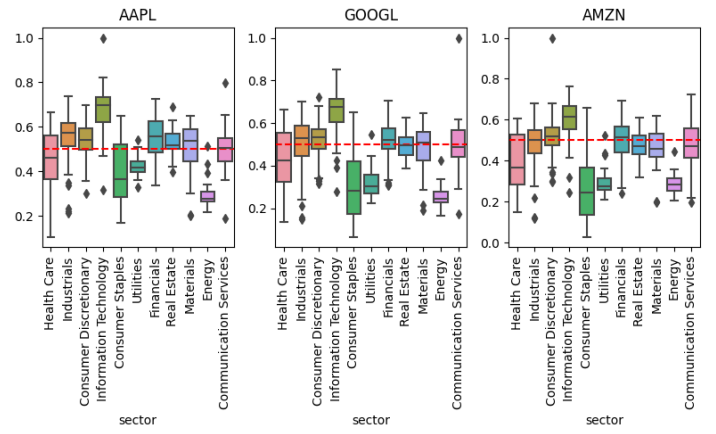 AAPL
1.0
0.8
0.6
0.4
0.2
Health Care
Industrials
Consumer Discretionary
Information Technology
Consumer Staples
Utilities
Financials
Real Estate
Materials
Energy
Communication Services
sector
GOOGL
1.0
0.8
0.6
0.4
0.2
Health Care
Industrials
Consumer Discretionary
Information Technology
Consumer Staples
Utilities
Financials
Real Estate
Materials
Energy
Communication Services
sector
AMZN
1.0
0.8
0.6
0.4
0.2
0.0
Health Care
Industrials
Consumer Discretionary
Information Technology
Consumer Staples
Utilities
Financials
Real Estate
Materials
Energy
Communication Services
sector